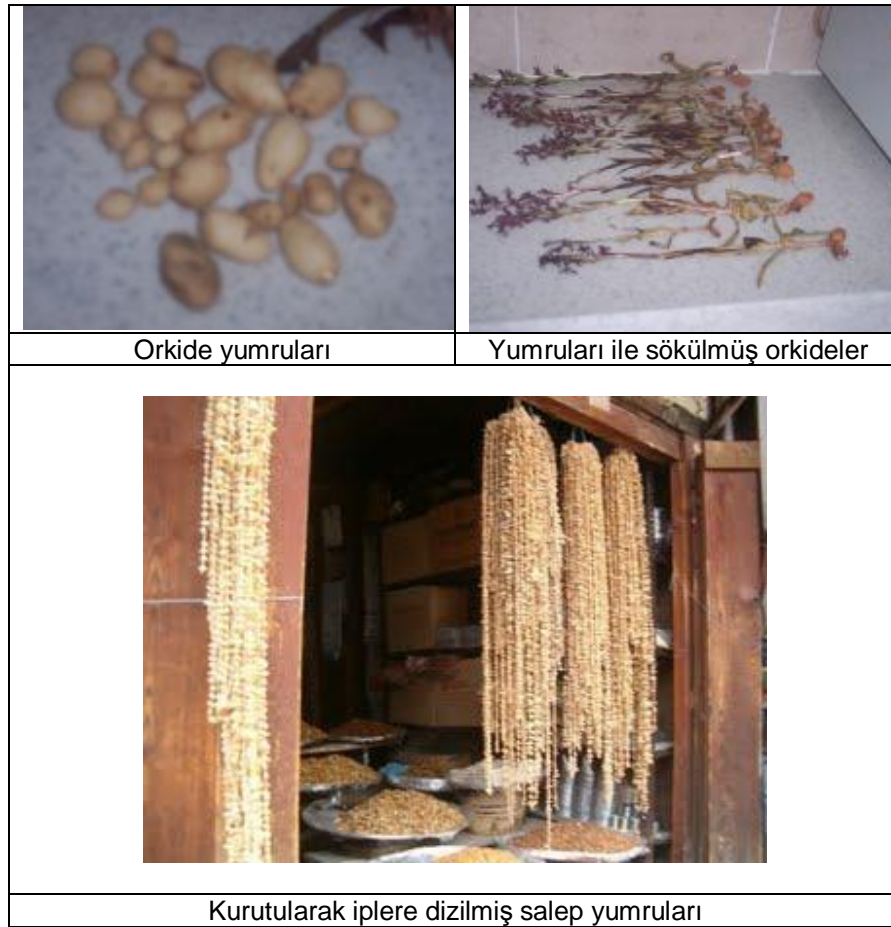 Orkide yumruları
Yumruları ile sökülmüş orkideler
Kurutularak iplere dizilmiş salep yumruları